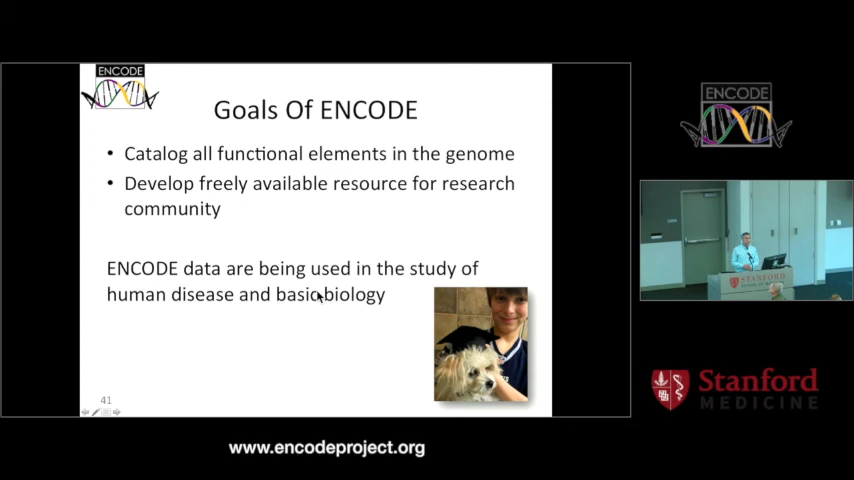 ENCODE
Goals Of ENCODE
• Catalog all functional elements in the genome
• Develop freely available resource for research
community
ENCODE data are being used in the study of
human disease and basic biology
41
ENCODE
STANFORD
Stanford
MEDICINE
www.encodeproject.org